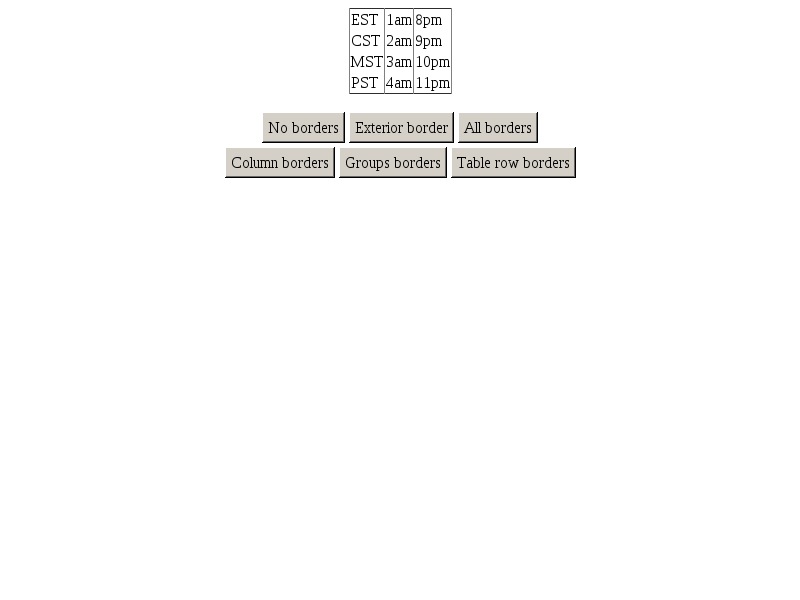 EST 1am 8pm
CST 2am 9pm
MST 3am 10pm
PST 4am 11pm
No borders Exterior border All borders
Column borders Groups borders Table row borders